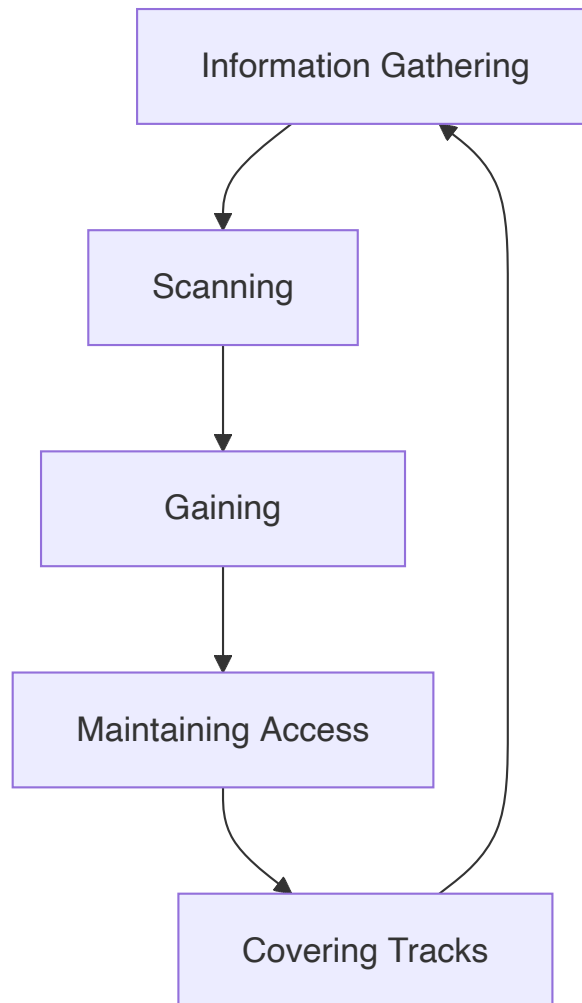 Information Gathering
Scanning
Gaining
Maintaining Access
Covering Tracks